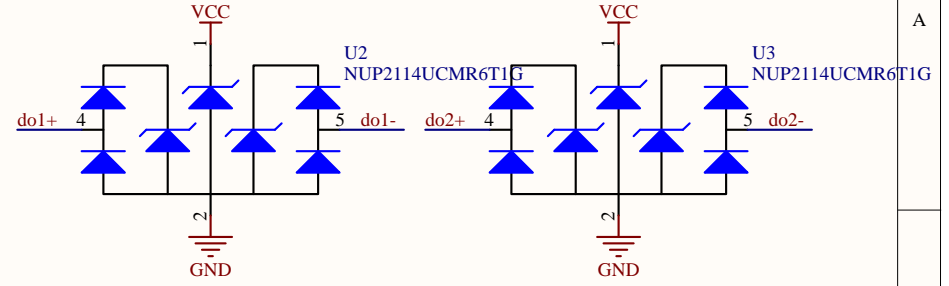 VCC
VCC
A
1
1
U2
NUP2114UCMR6T1G
U3
NUP2114UCMR6T1G
do1+ 4
5 do1-
do2+ 4
5 do2-
2
2
GND
GND